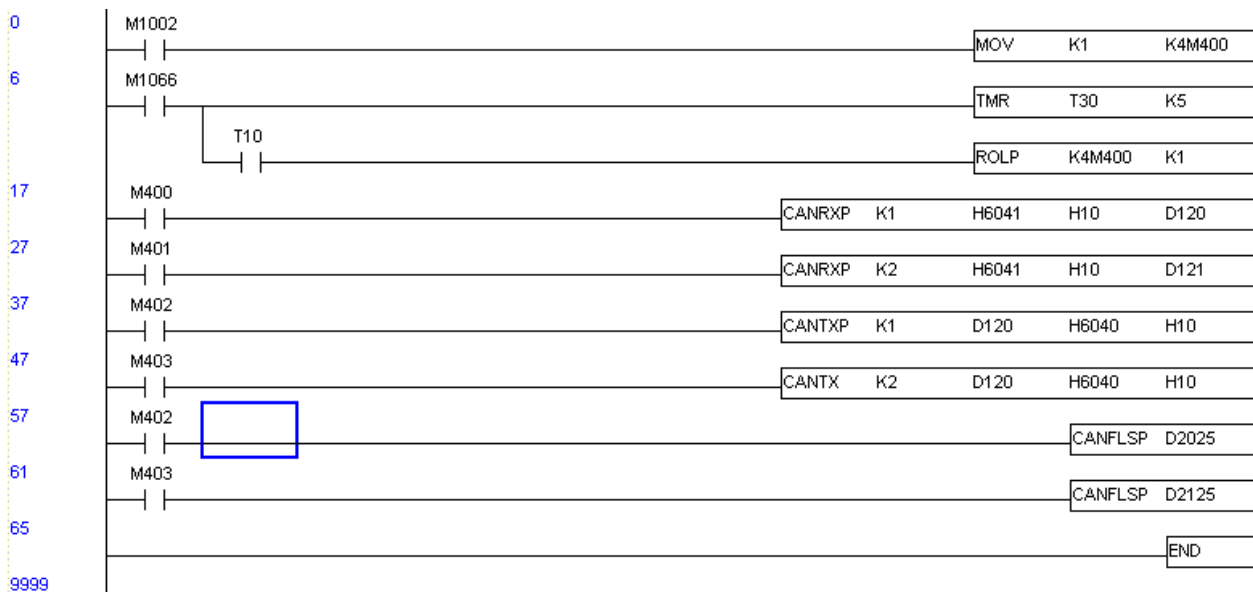 0
M1002
MOV K1 K4M400
6
M1066
TMR T30 K5
T10
ROLP K4M400 K1
17
M400
CANRXP K1 H6041 H10 D120
27
M401
CANRXP K2 H6041 H10 D121
37
M402
CANTXP K1 D120 H6040 H10
47
M403
CANTX K2 D120 H6040 H10
57
M402
CANFLSP D2025
61
M403
CANFLSP D2125
65
END
9999